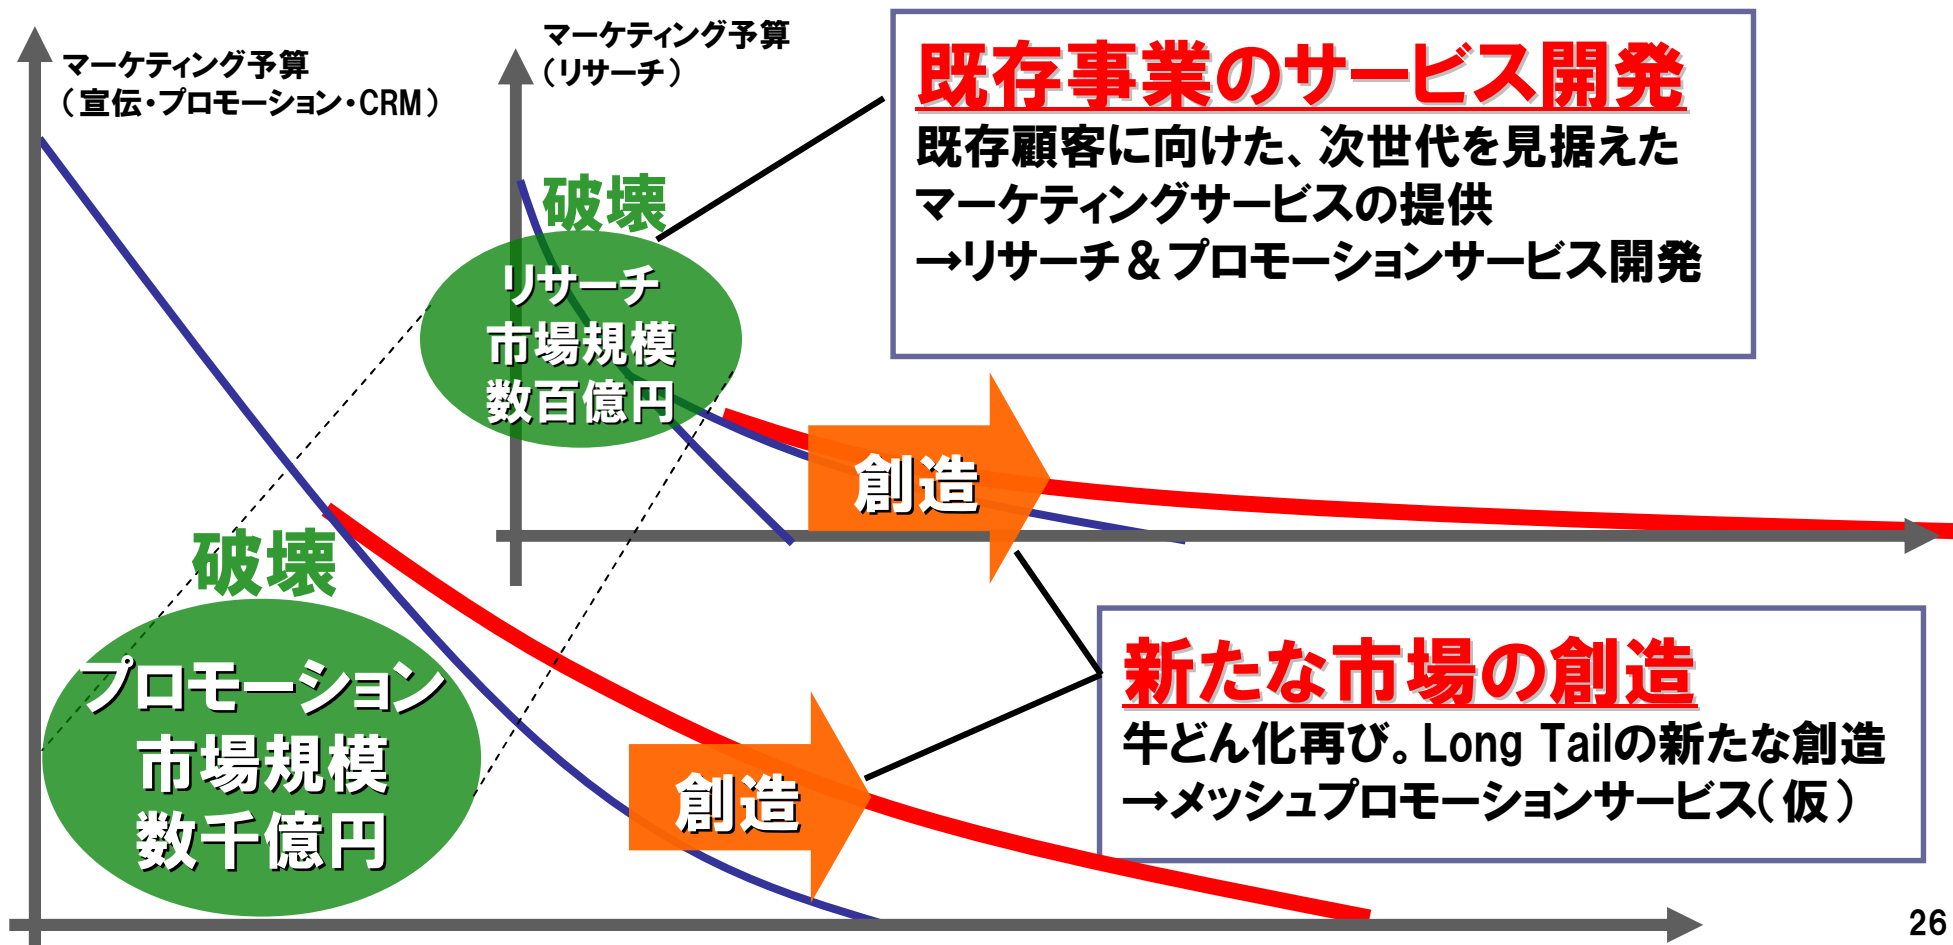 マーケティング予算
（宣伝・プロモーション・CRM）
マーケティング予算
（リサーチ）
破壊
リサーチ
市場規模
数百億円
既存事業のサービス開発
既存顧客に向けた、次世代を見据えた
マーケティングサービスの提供
→リサーチ＆プロモーションサービス開発
創造
破壊
プロモーション
市場規模
数千億円
創造
新たな市場の創造
牛どん化再び。Long Tailの新たな創造
→メッシュプロモーションサービス（仮）
26